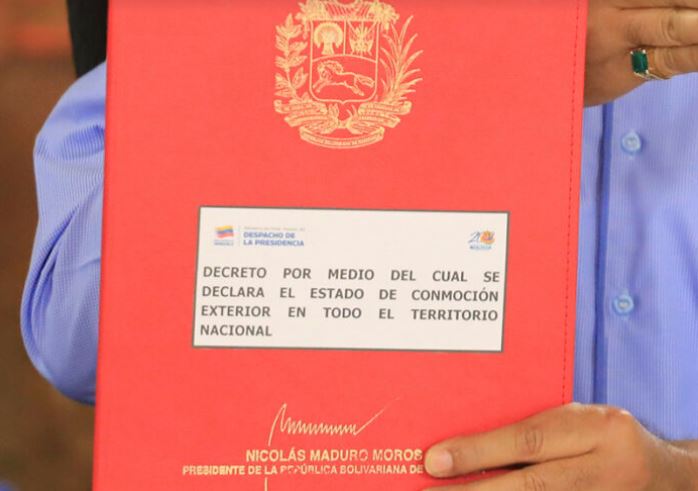 DESPACHO DE
LA PRESIDENCIA
DECRETO POR MEDIO DEL CUAL SE
DECLARA EL ESTADO DE CONMOCIÓN
EXTERIOR EN TODO EL TERRITORIO
NACIONAL
NICOLÁS MADURO MOROS
PRESIDENTE DE LA REPÚBLICA BOLIVARIANA DE